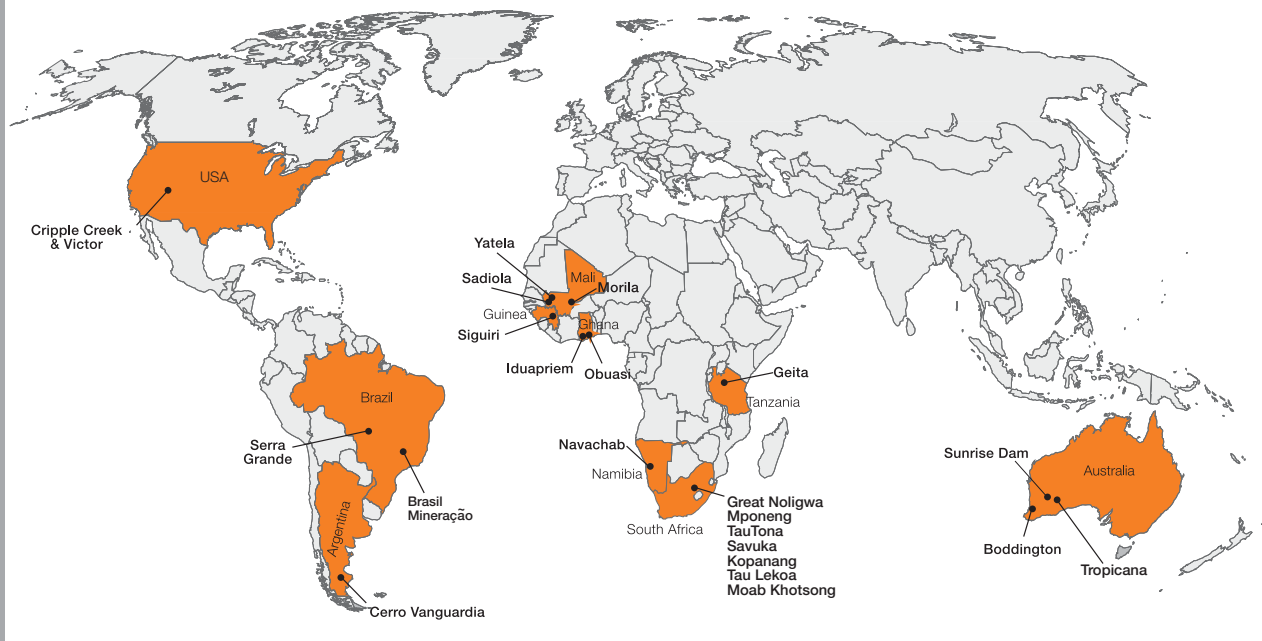 USA
Cripple Creek
& Victor
Yatela
Sadiola
Mali
Morila
Guinea
Ghana
Siguiri
Iduapriem
Obuasi
Geita
Tanzania
Brazil
Serra
Grande
Brasil
Mineração
Argentina
Cerro Vanguardia
Navachab
Namibia
South Africa
Great Noligwa
Mponeng
TauTona
Savuka
Kopanang
Tau Lekoa
Moab Khotsong
Sunrise Dam
Australia
Boddington
Tropicana